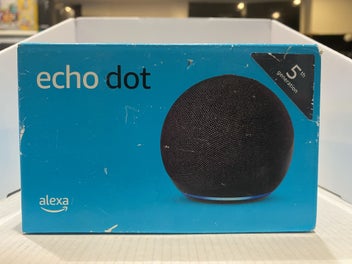 echo dot
5th
generation
alexa